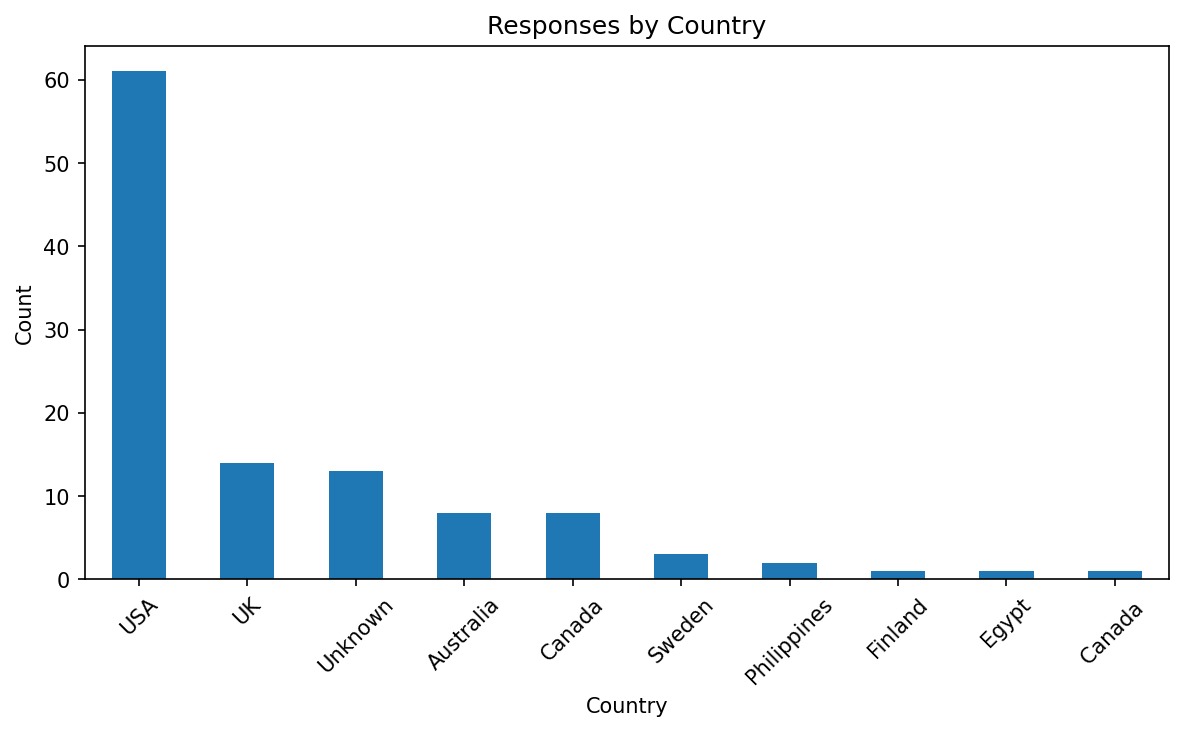 Responses by Country
Count
60
50
40
30
20
10
0
USA
UK
Unknown
Australia
Canada
Sweden
Philippines
Finland
Egypt
Canada
Country